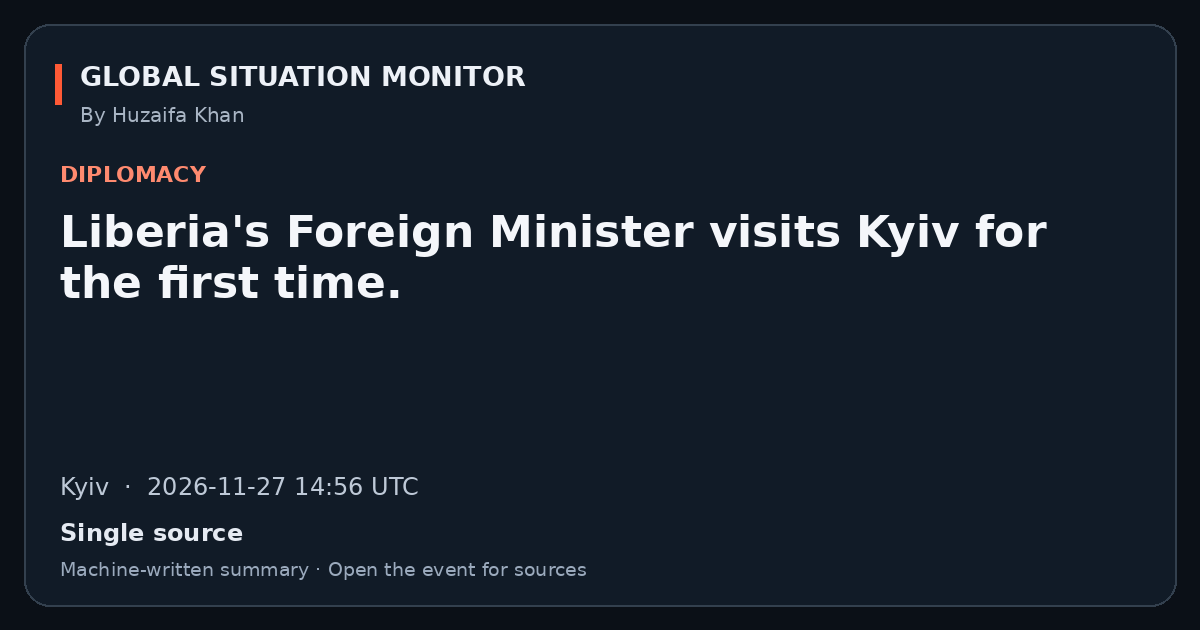 GLOBAL SITUATION MONITOR
By Huzaifa Khan
DIPLOMACY
Liberia's Foreign Minister visits Kyiv for
the first time.
Kyiv · 2026-11-27 14:56 UTC
Single source
Machine-written summary · Open the event for sources